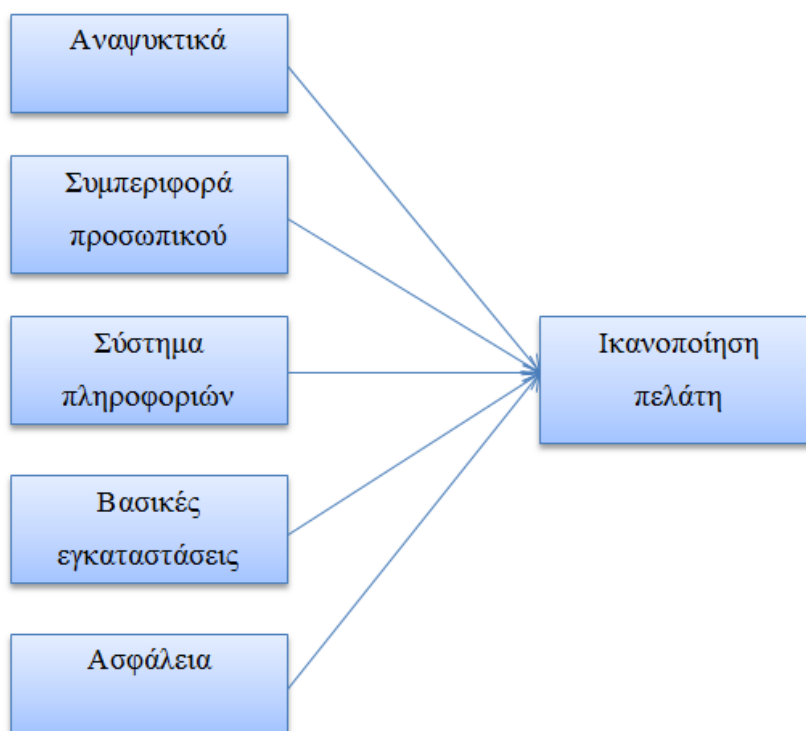 Αναψυκτικά
Συμπεριφορά
προσωπικού
Σύστημα
πληροφοριών
Βασικές
εγκαταστάσεις
Ασφάλεια
Ικανοποίηση
πελάτη